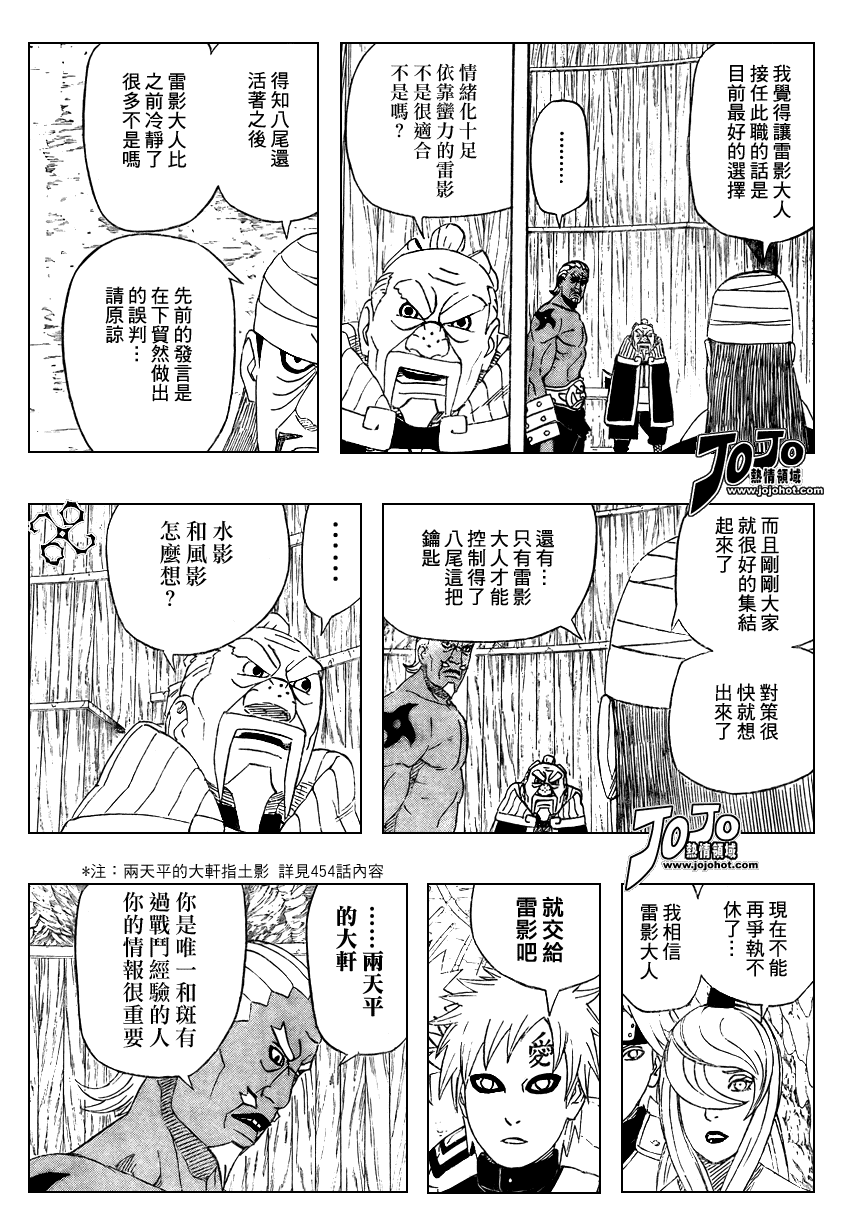 我覺得讓雷影大人
接任此職的話是
目前最好的選擇
………
情緒化十足
依靠蠻力的雷影
不是很適合
不是嗎?
得知八尾還
活著之後
雷影大人比
之前冷靜了
很多不是嗎
先前的發言是
在下貿然做出
的誤判…
請原諒
而且剛剛大家
就很好的集結
起來了
對策很
快就想
出來了
還有…
只有雷影
大人才能
控制得了
八尾這把
鑰匙
……
水影
和風影
怎麼想?
現在不能
再爭執不
休了…
我相信
雷影大人
就交給
雷影吧
愛
……兩天平
的大軒
你是唯一和斑有
過戰鬥經驗的人
你的情報很重要
*注:兩天平的大軒指土影 詳見454話內容
JOJO
熱情領域
www.jojohot.com
JOJO
熱情領域
www.jojohot.com